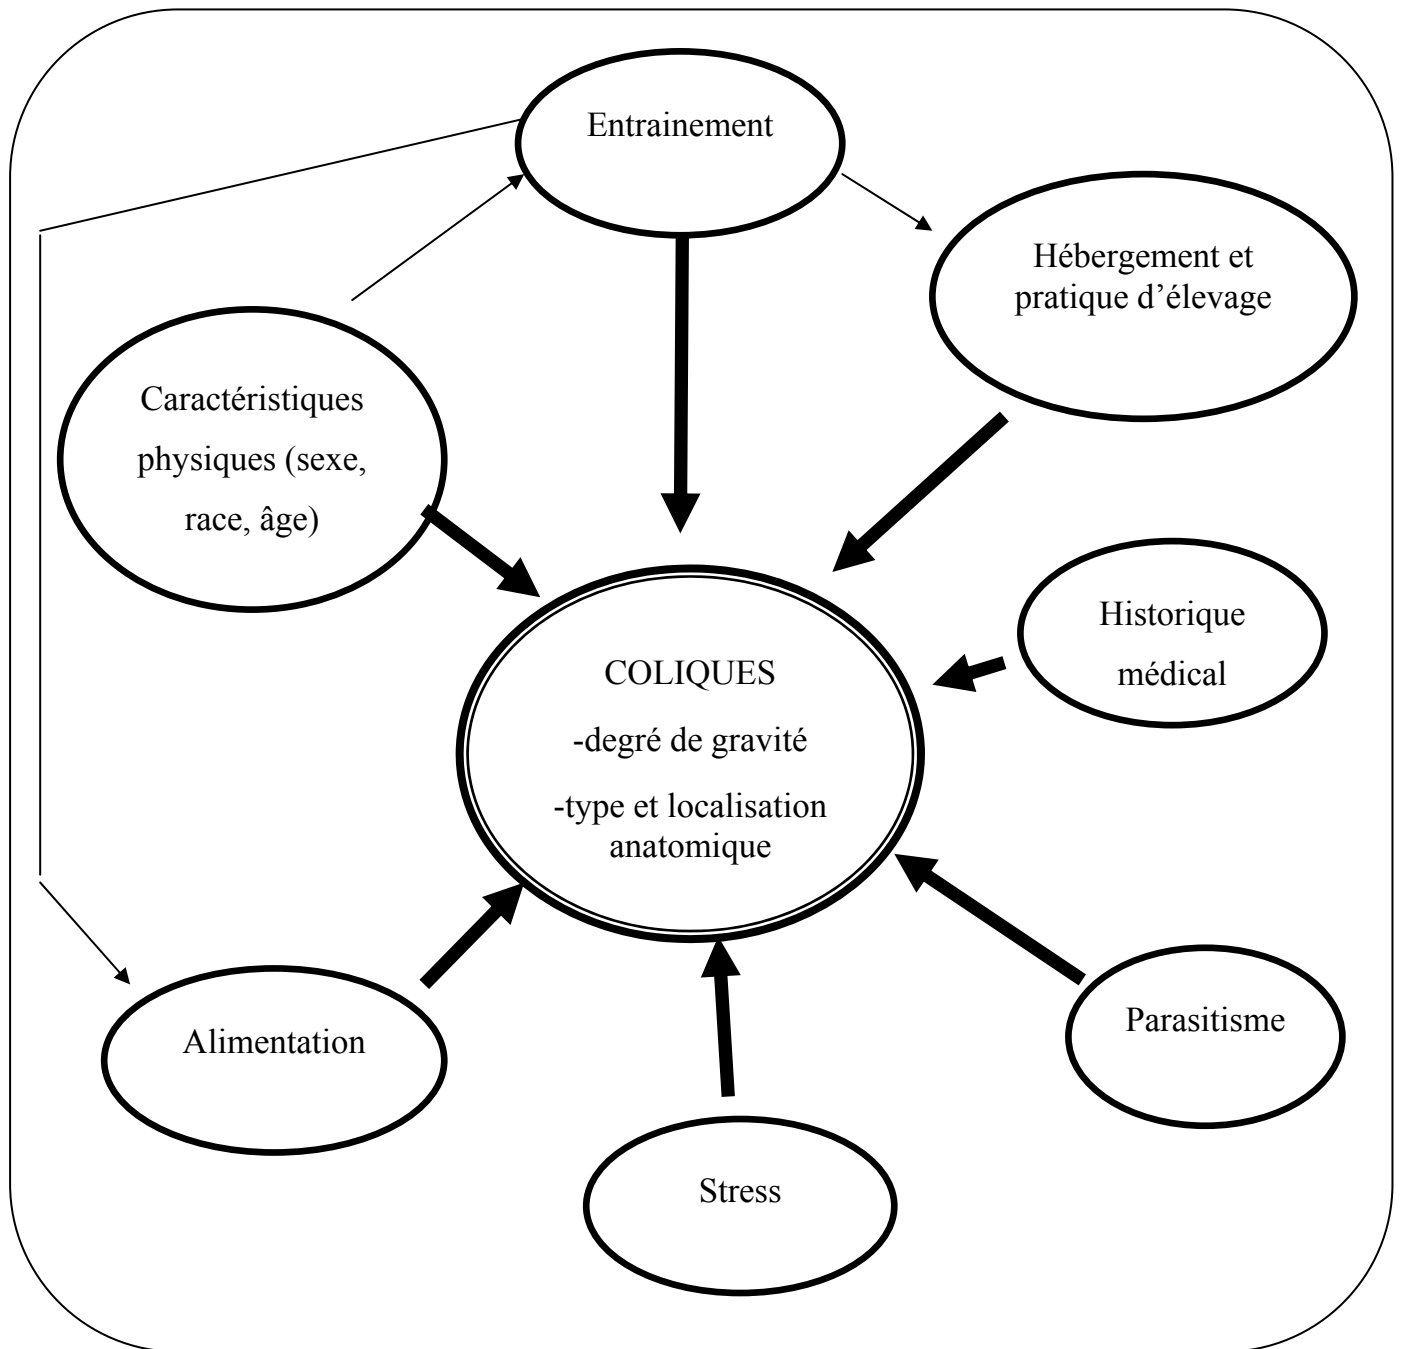 Entrainement
Hébergement et
pratique d’élevage
Caractéristiques
physiques (sexe,
race, âge)
Historique
médical
COLIQUES
-degré de gravité
-type et localisation
anatomique
Alimentation
Parasitisme
Stress